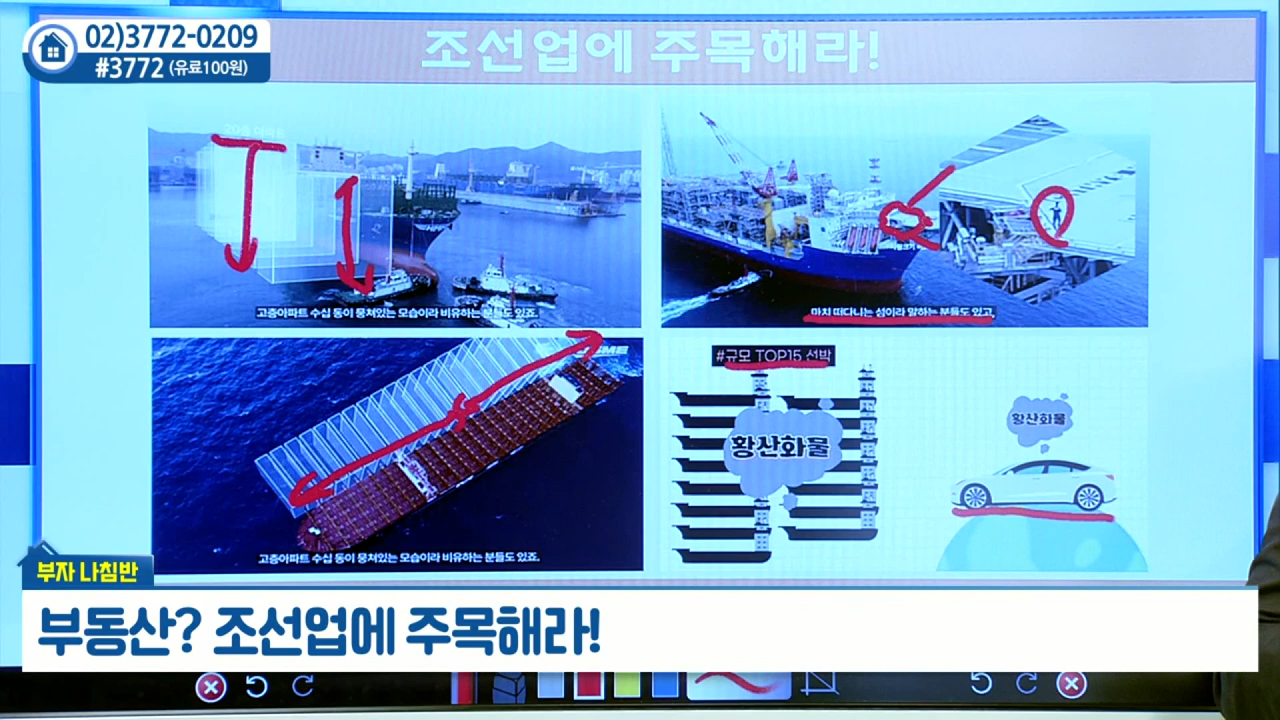 02)3772-0209
#3772 (유료100원)
조선업에 주목해라!
고층아파트 수십 동이 뭉쳐있는 모습이라 비유하는 분들도 있죠.
마치 떠다니는 섬이라 말하는 분들도 있고,
고층아파트 수십 동이 뭉쳐있는 모습이라 비유하는 분들도 있죠.
#규모 TOP15 선박
황산화물
황산화물
부자 나침반
부동산? 조선업에 주목해라!